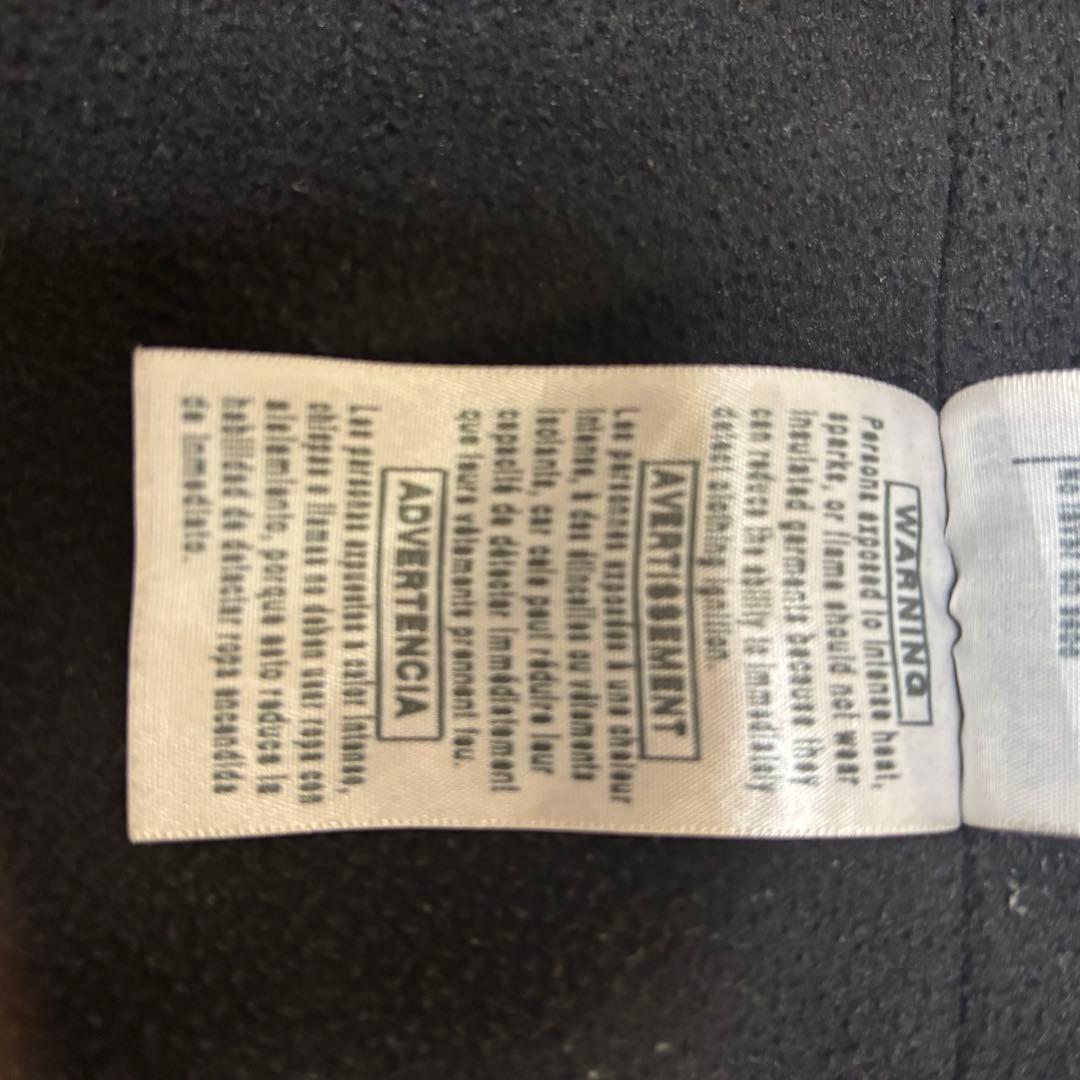 WARNING
Persons exposed to intense heat,
sparks, or flame should not wear
insulated garments because they
can reduce the ability to immediately
detect clothing ignition.
AVERTISSEMENT
Les personnes exposées à une chaleur
intense, à des étincelles ou vêtements
isolants, car cela peut réduire leur
capacité de détecter immédiatement
que leurs vêtements prennent feu.
ADVERTENCIA
Las personas expuestas a calor intenso,
chispas o llamas no deben usar ropa con
aislamiento, porque esto reduce la
habilidad de detectar ropa encendida
de inmediato.